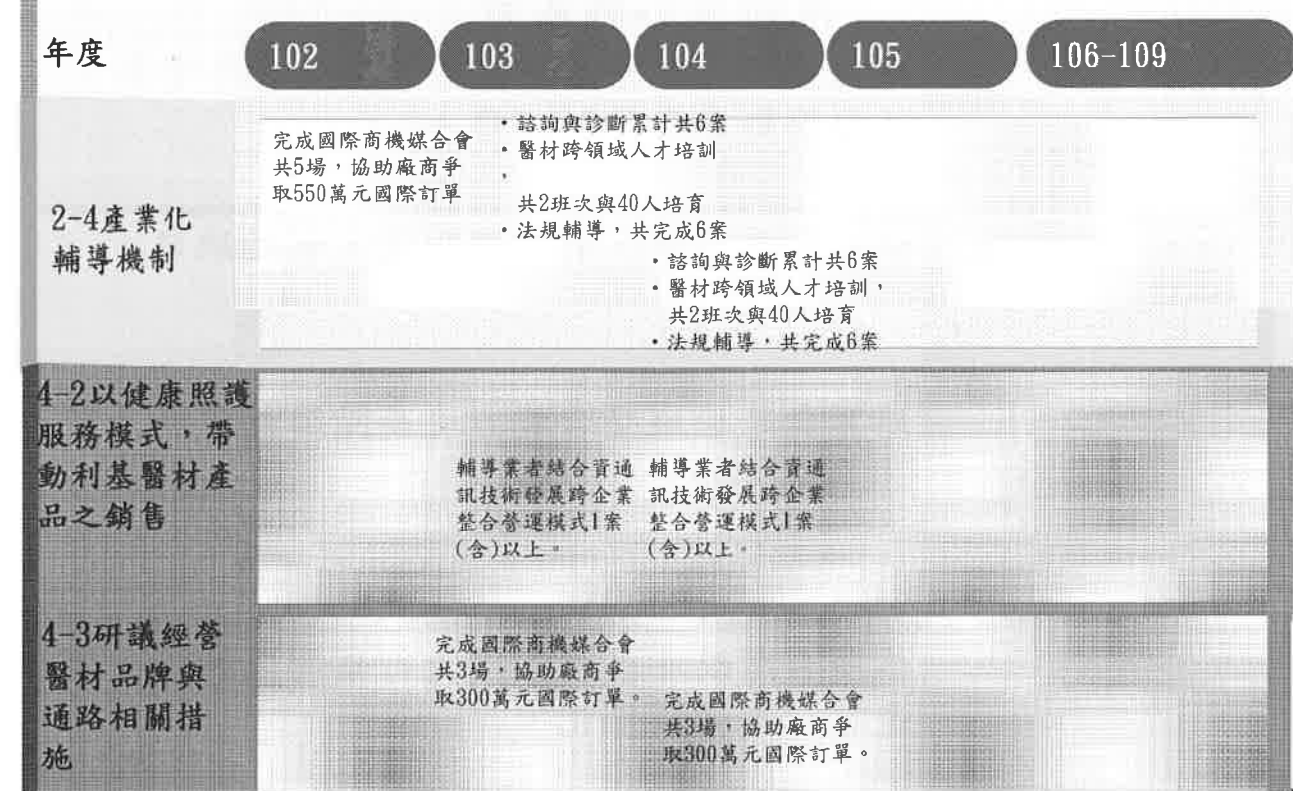 年度
102
103
104
105
106-109
2-4產業化
輔導機制
完成國際商機媒合會
共5場，協助廠商爭
取550萬元國際訂單
・諮詢與診斷累計共6案
・醫材跨領域人才培訓
，
共2班次與40人培育
・法規輔導，共完成6案
・諮詢與診斷累計共6案
・醫材跨領域人才培訓，
共2班次與40人培育
・法規輔導，共完成6案
4-2以健康照護
服務模式，帶
動利基醫材產
品之銷售
輔導業者結合資通
訊技術發展跨企業
整合營運模式1案
(含)以上。
輔導業者結合資通
訊技術發展跨企業
整合營運模式1案
(含)以上。
4-3研議經營
醫材品牌與
通路相關措
施
完成國際商機媒合會
共3場，協助廠商爭
取300萬元國際訂單。
完成國際商機媒合會
共3場，協助廠商爭
取300萬元國際訂單。